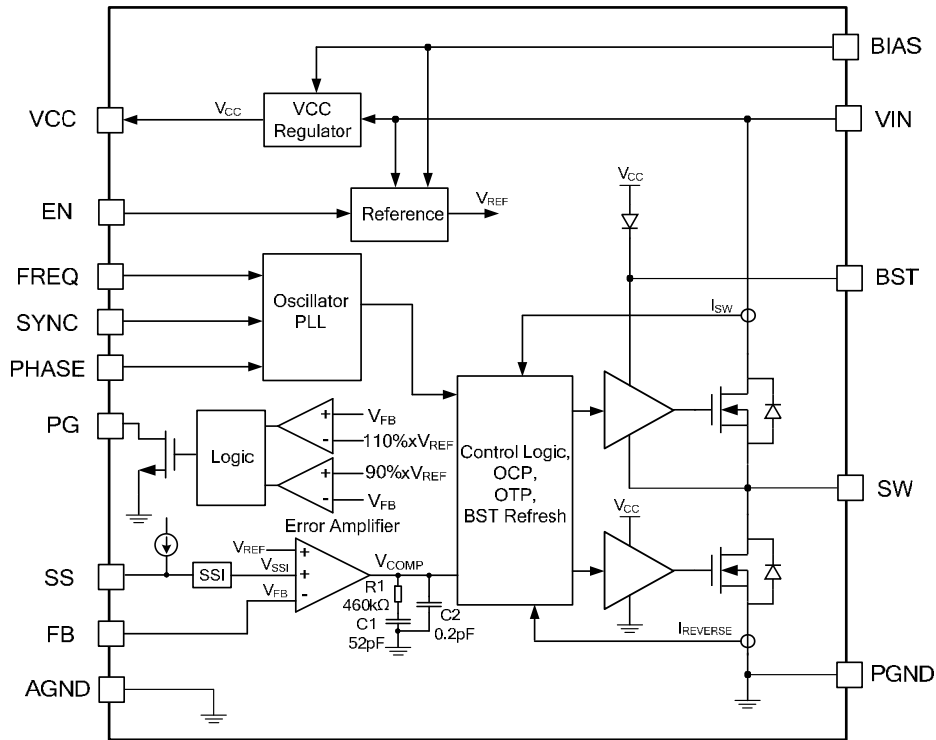 BIAS
VCC
VCC
VCC
Regulator
VIN
EN
Reference
VREF
VCC
FREQ
SYNC
PHASE
Oscillator
PLL
BST
ISW
PG
Logic
+
-
VFB
110%xVREF
+
-
90%xVREF
VFB
Control Logic,
OCP,
OTP,
BST Refresh
SW
Error Amplifier
VCC
SS
SSI
VREF
VSSI
VFB
+
+
-
VCOMP
R1
460kΩ
C1
52pF
C2
0.2pF
FB
IREVERSE
AGND
PGND